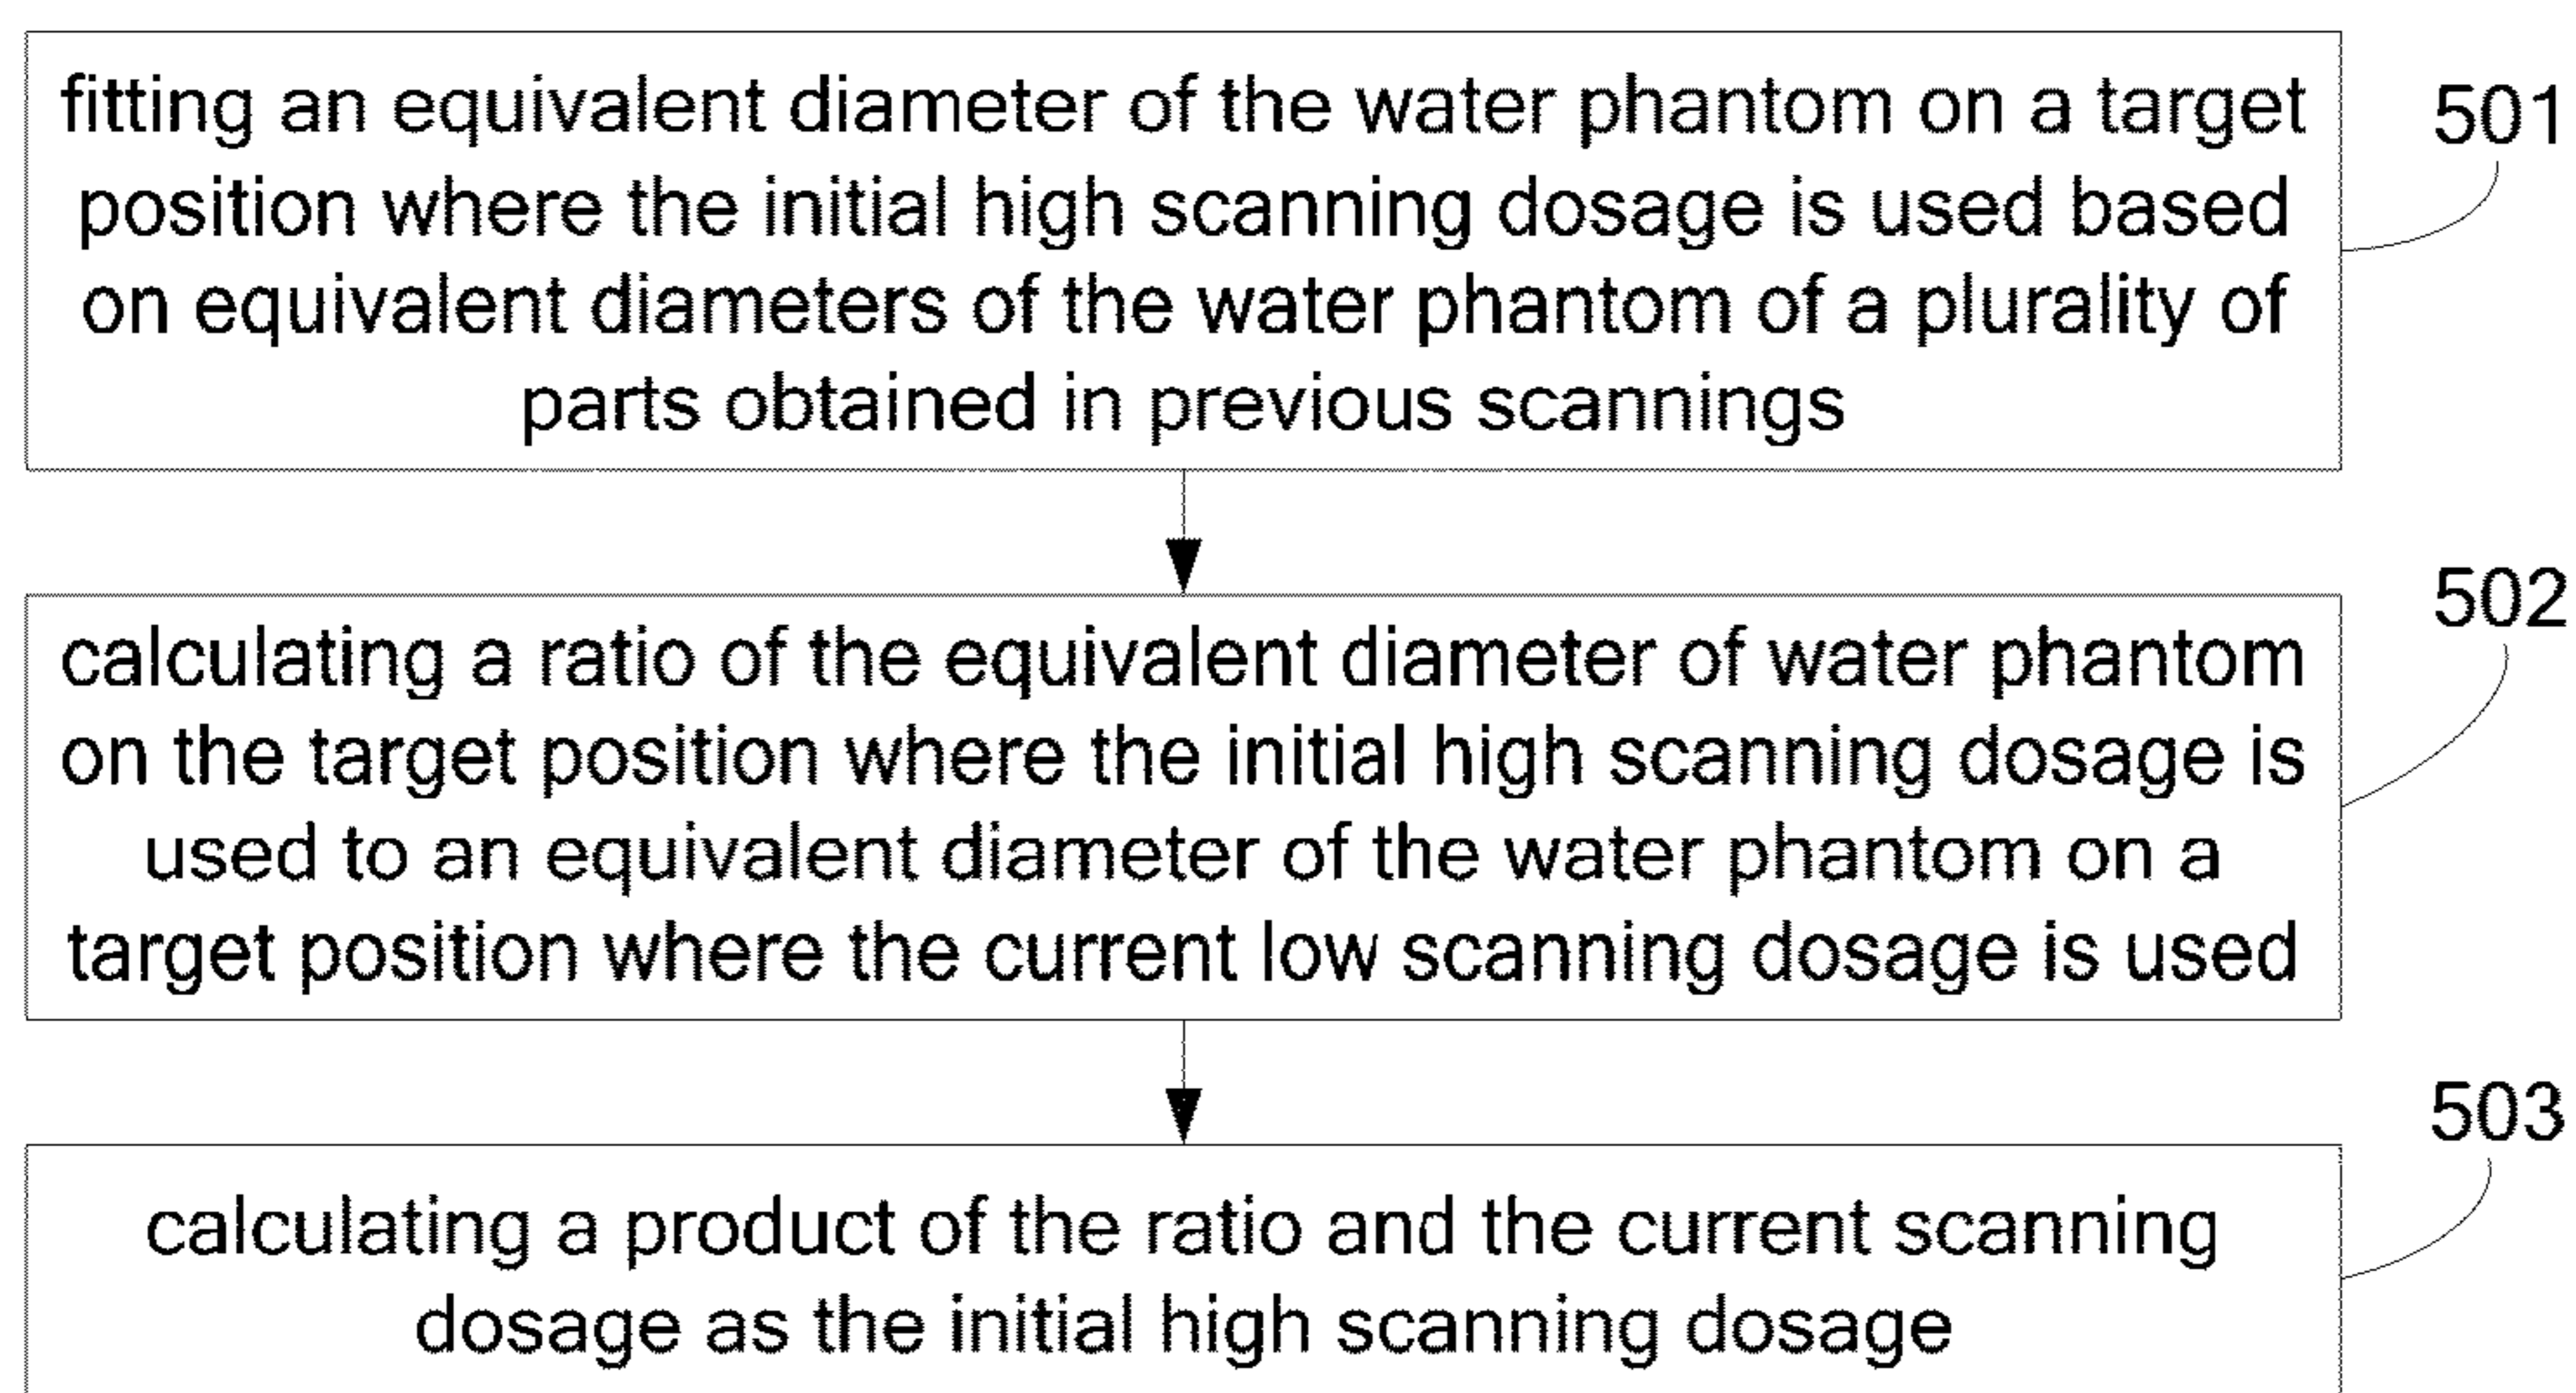 fitting an equivalent diameter of the water phantom on a target
position where the initial high scanning dosage is used based
on equivalent diameters of the water phantom of a plurality of
parts obtained in previous scannings
501
calculating a ratio of the equivalent diameter of water phantom
on the target position where the initial high scanning dosage is
used to an equivalent diameter of the water phantom on a
target position where the current low scanning dosage is used
502
calculating a product of the ratio and the current scanning
dosage as the initial high scanning dosage
503